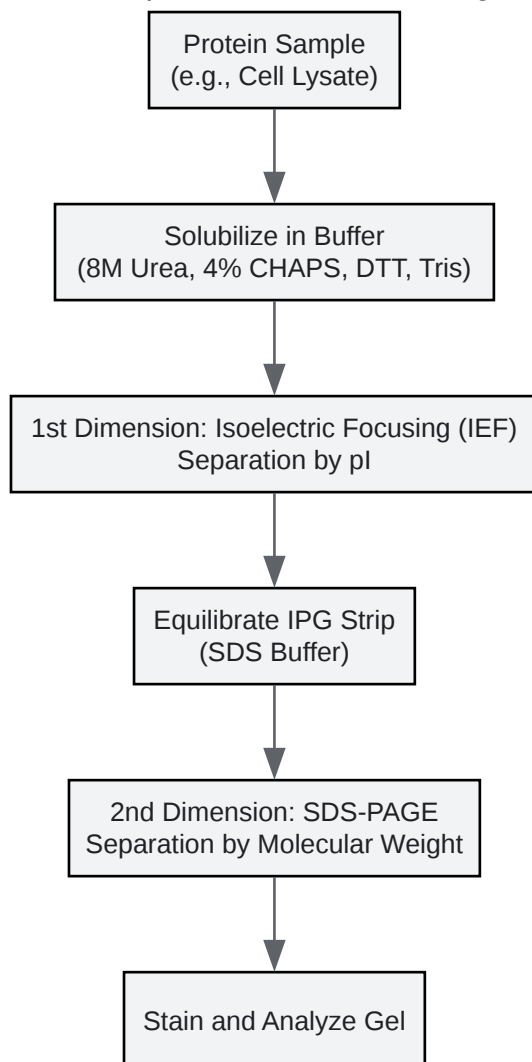 Protein Sample
(e.g., Cell Lysate)
Solubilize in Buffer
(8M Urea, 4% CHAPS, DTT, Tris)
1st Dimension: Isoelectric Focusing (IEF)
Separation by pI
Equilibrate IPG Strip
(SDS Buffer)
2nd Dimension: SDS-PAGE
Separation by Molecular Weight
Stain and Analyze Gel